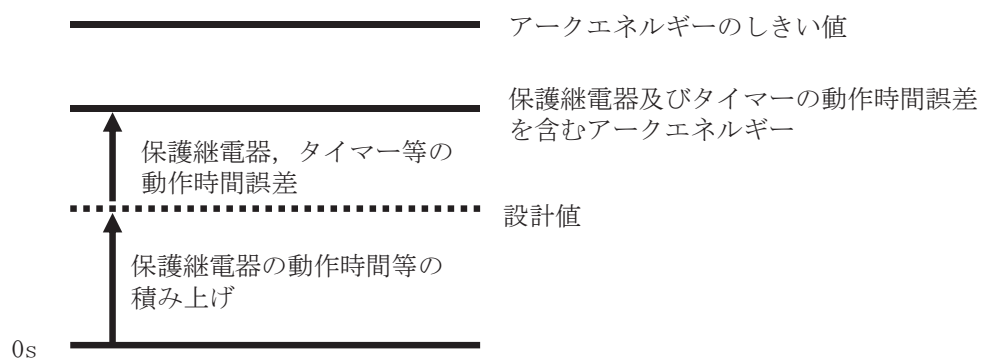 アークエネルギーのしきい値
保護継電器及びタイマーの動作時間誤差
を含むアークエネルギー
保護継電器，タイマー等の
動作時間誤差
設計値
保護継電器の動作時間等の
積み上げ
0s